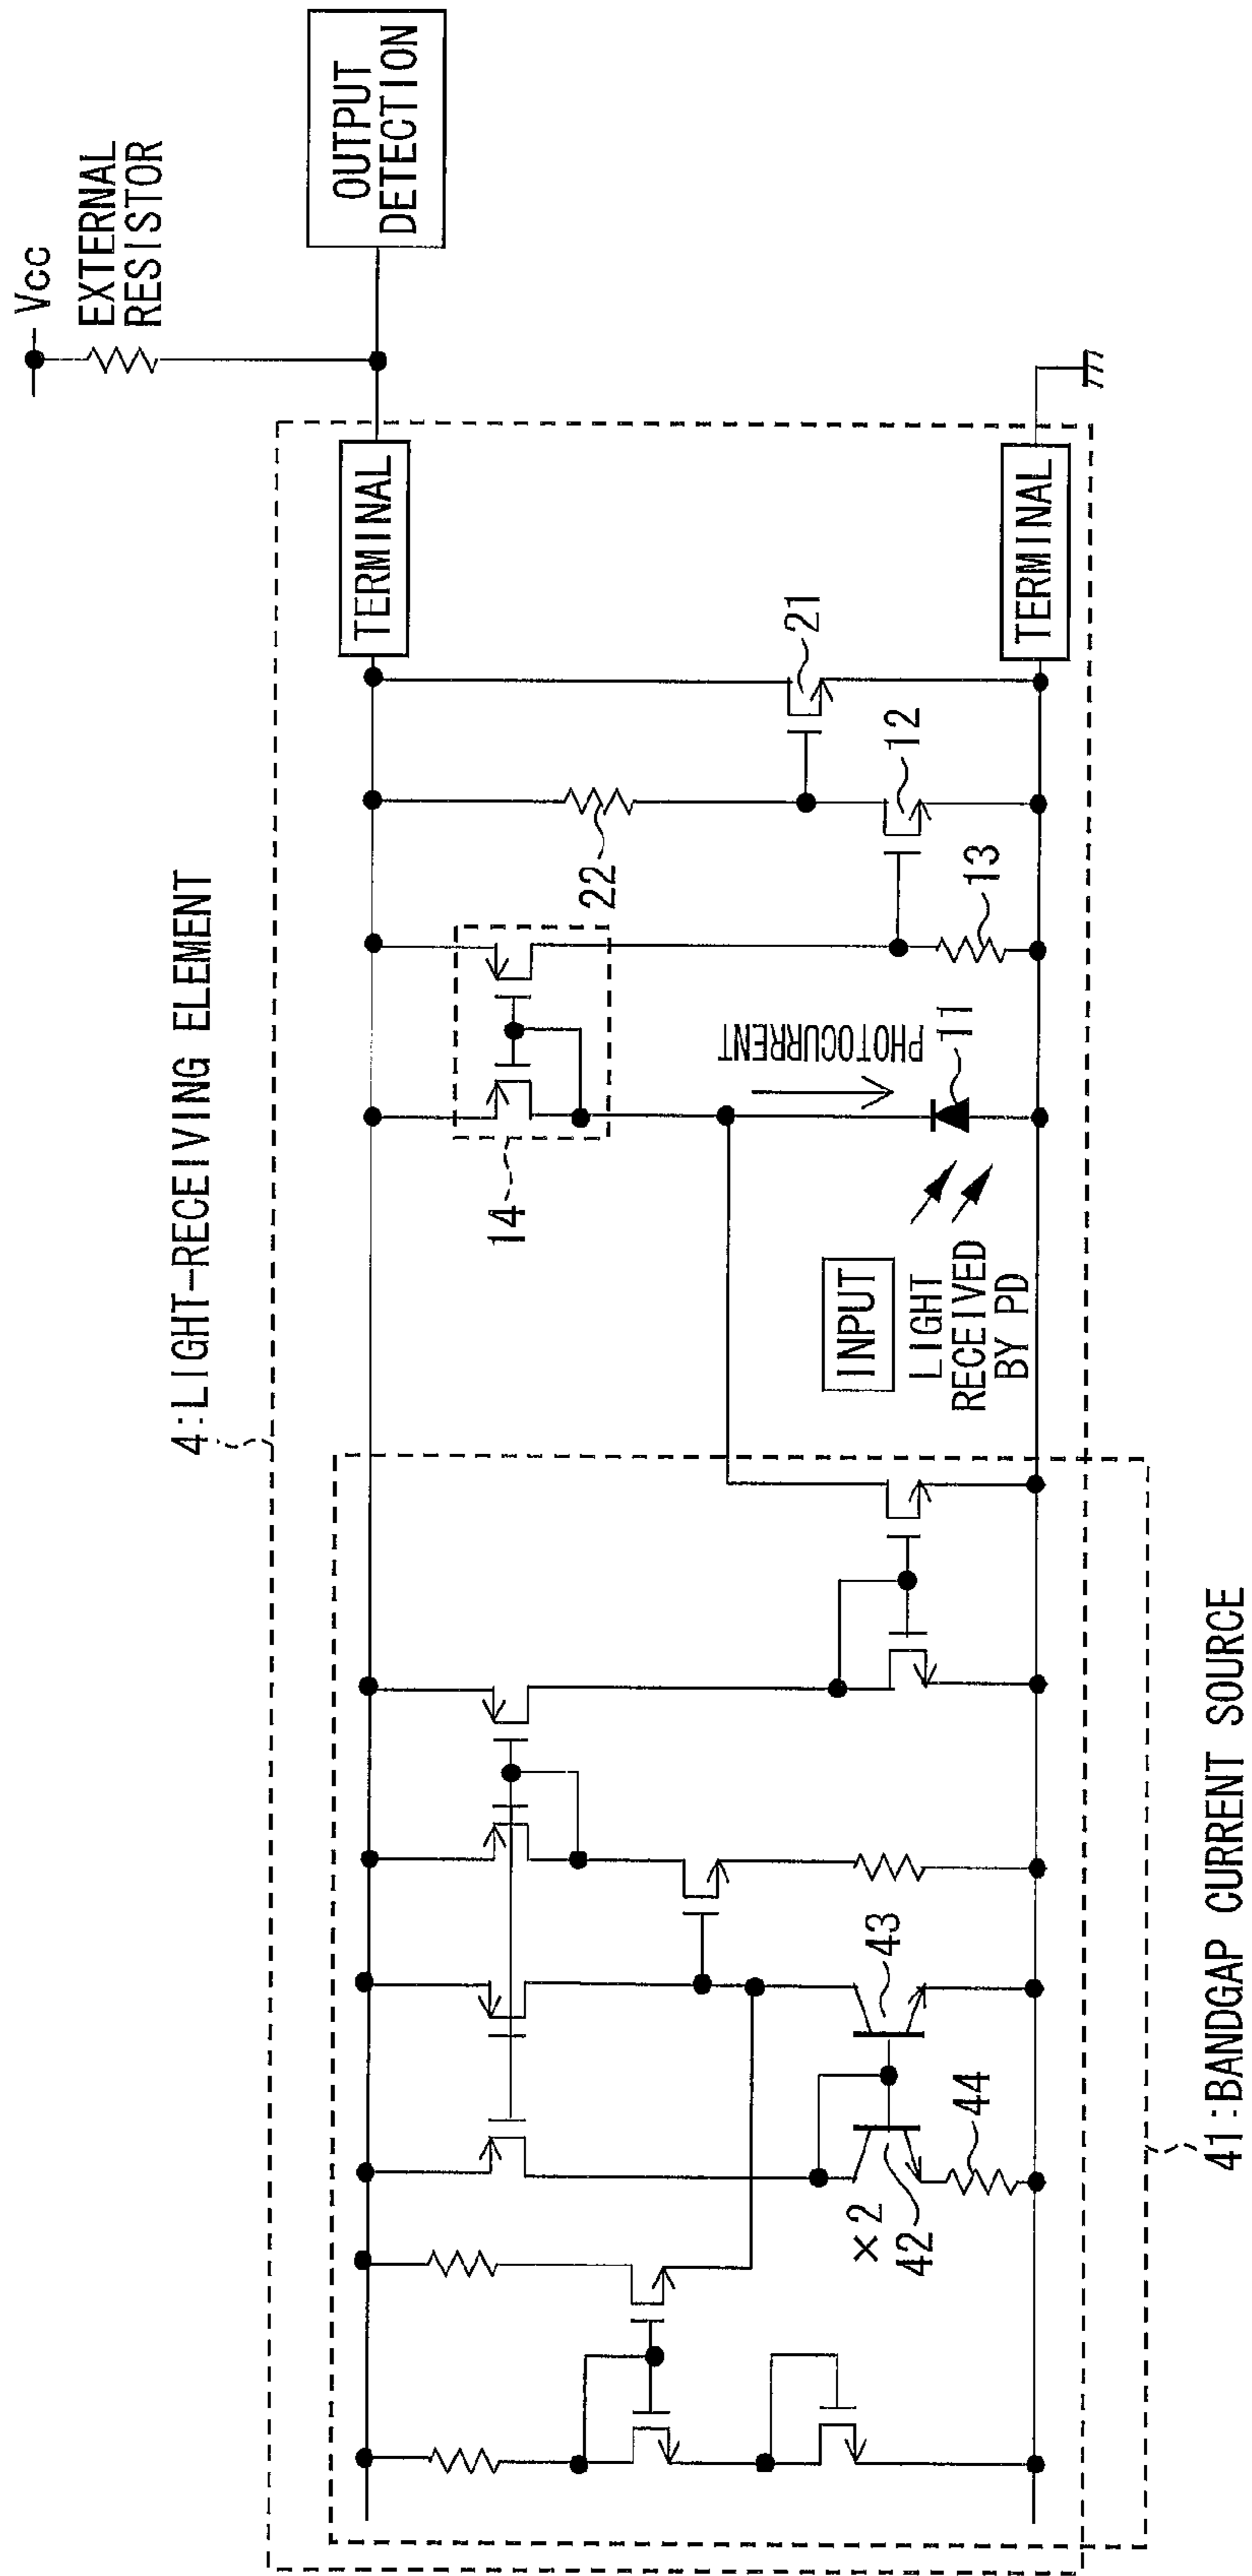 Vcc
EXTERNAL
RESISTOR
OUTPUT
DETECTION
4:LIGHT-RECEIVING ELEMENT
TERMINAL
TERMINAL
21
22
12
13
14
PHOTOCURRENT
11
INPUT
LIGHT
RECEIVED
BY PD
43
44
×2
42
41:BANDGAP CURRENT SOURCE